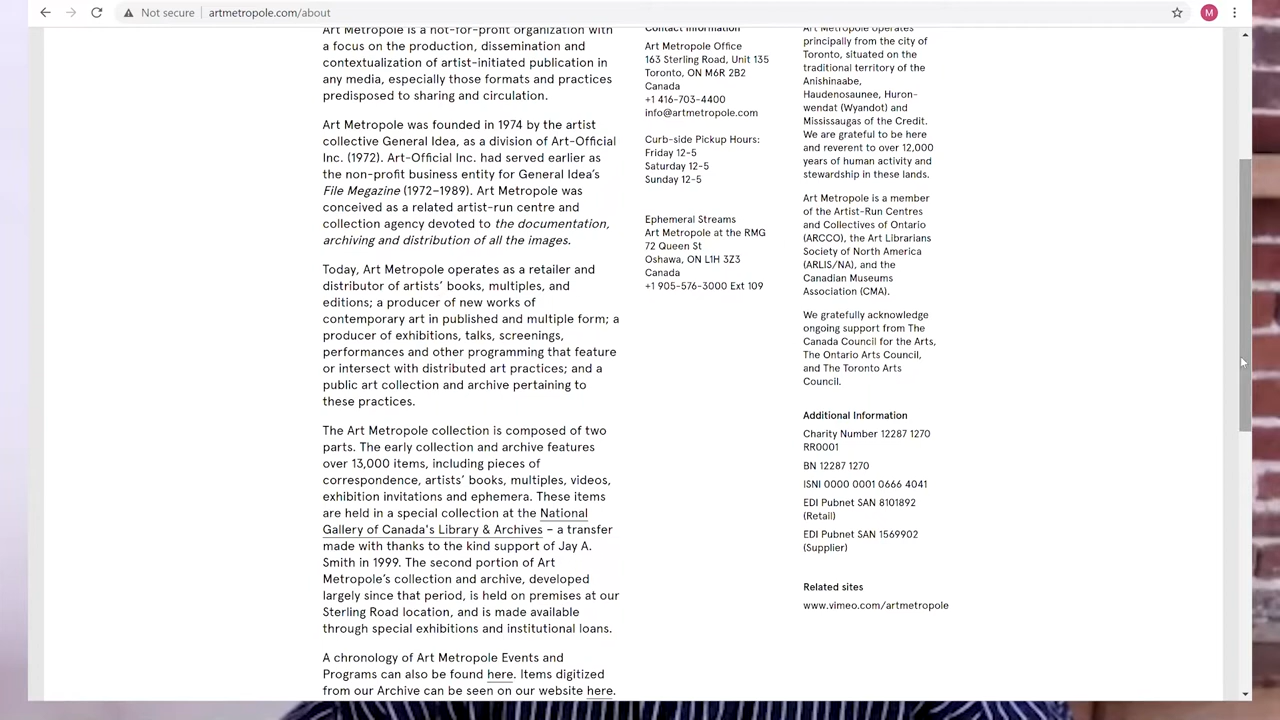 Not secure
artmetropole.com/about
M
Art Metropole is a not-for-profit organization with
a focus on the production, dissemination and
contextualization of artist-initiated publication in
any media, especially those formats and practices
predisposed to sharing and circulation.
Art Metropole was founded in 1974 by the artist
collective General Idea, as a division of Art-Official
Inc. (1972). Art-Official Inc. had served earlier as
the non-profit business entity for General Idea's
File Megazine (1972–1989). Art Metropole was
conceived as a related artist-run centre and
collection agency devoted to the documentation,
archiving and distribution of all the images.
Today, Art Metropole operates as a retailer and
distributor of artists' books, multiples, and
editions; a producer of new works of
contemporary art in published and multiple form; a
producer of exhibitions, talks, screenings,
performances and other programming that feature
or intersect with distributed art practices; and a
public art collection and archive pertaining to
these practices.
The Art Metropole collection is composed of two
parts. The early collection and archive features
over 13,000 items, including pieces of
correspondence, artists' books, multiples, videos,
exhibition invitations and ephemera. These items
are held in a special collection at the National
Gallery of Canada's Library & Archives – a transfer
made with thanks to the kind support of Jay A.
Smith in 1999. The second portion of Art
Metropole's collection and archive, developed
largely since that period, is held on premises at our
Sterling Road location, and is made available
through special exhibitions and institutional loans.
A chronology of Art Metropole Events and
Programs can also be found here. Items digitized
from our Archive can be seen on our website here.
Contact Information
Art Metropole Office
163 Sterling Road, Unit 135
Toronto, ON M6R 2B2
Canada
+1 416-703-4400
info@artmetropole.com
Curb-side Pickup Hours:
Friday 12-5
Saturday 12-5
Sunday 12-5
Ephemeral Streams
Art Metropole at the RMG
72 Queen St
Oshawa, ON L1H 3Z3
Canada
+1 905-576-3000 Ext 109
Art Metropole operates
principally from the city of
Toronto, situated on the
traditional territory of the
Anishinaabe,
Haudenosaunee, Huron-
wendat (Wyandot) and
Mississaugas of the Credit.
We are grateful to be here
and reverent to over 12,000
years of human activity and
stewardship in these lands.
Art Metropole is a member
of the Artist-Run Centres
and Collectives of Ontario
(ARCCO), the Art Librarians
Society of North America
(ARLIS/NA), and the
Canadian Museums
Association (CMA).
We gratefully acknowledge
ongoing support from The
Canada Council for the Arts,
The Ontario Arts Council,
and The Toronto Arts
Council.
Additional Information
Charity Number 12287 1270
RR0001
BN 12287 1270
ISNI 0000 0001 0666 4041
EDI Pubnet SAN 8101892
(Retail)
EDI Pubnet SAN 1569902
(Supplier)
Related sites
www.vimeo.com/artmetropole